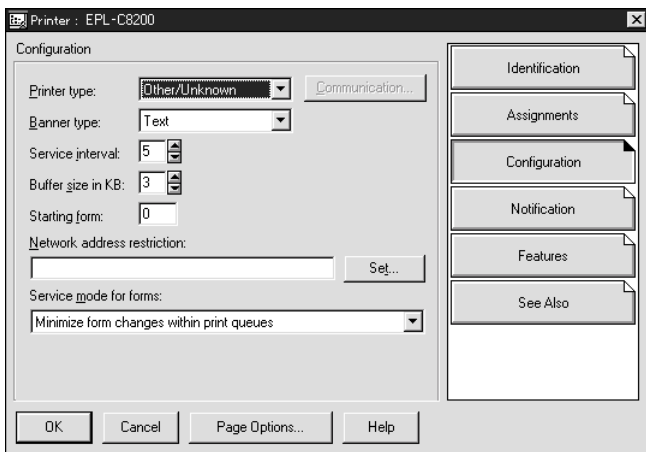 Printer : EPL-C8200
Configuration
Printer type: Other/Unknown Communication...
Banner type: Text
Service interval: 5
Buffer size in KB: 3
Starting form: 0
Network address restriction:
Set...
Service mode for forms:
Minimize form changes within print queues
OK Cancel Page Options... Help
Identification
Assignments
Configuration
Notification
Features
See Also